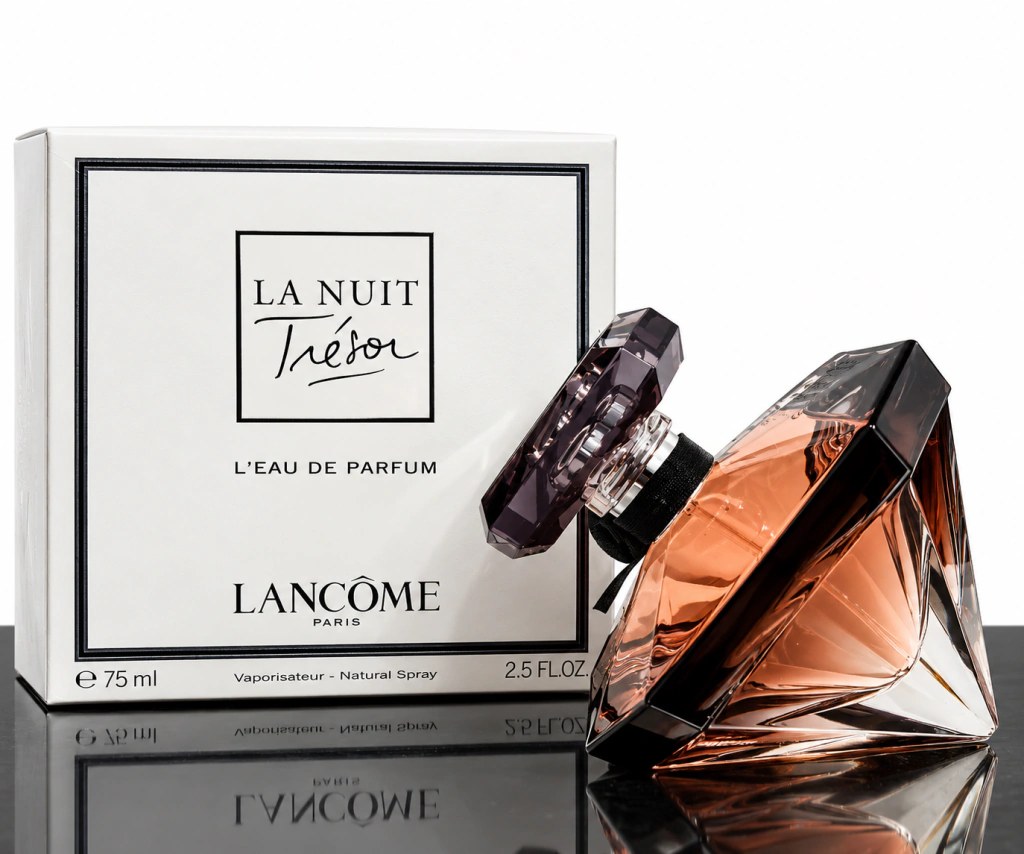 LA NUIT
Trésor
L'EAU DE PARFUM
LANCÔME
PARIS
℮ 75 ml
Vaporisateur - Natural Spray
2.5 FL.OZ.